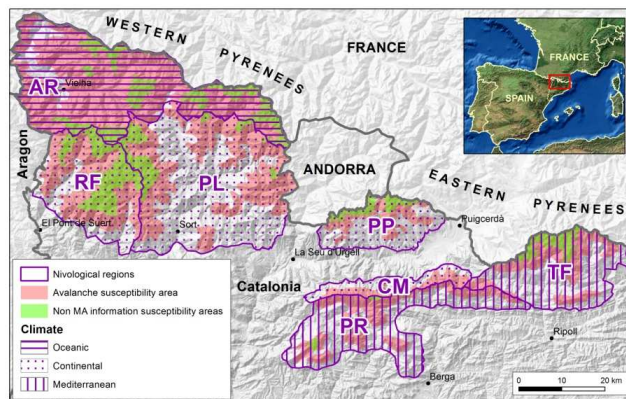 WESTERN PYRENEES
FRANCE
FRANCE
SPAIN
AR
Vielha
Aragon
ANDORRA
EASTERN PYRENEES
RF
PL
PP
El Pont de Suert
Sort
Puigcerdà
La Seu d'Urgell
TF
CM
Catalonia
PR
Ripoll
Berga
Nivological regions
Avalanche susceptibility area
Non MA information susceptibility areas
Climate
Oceanic
Continental
Mediterranean
0 10 20 km